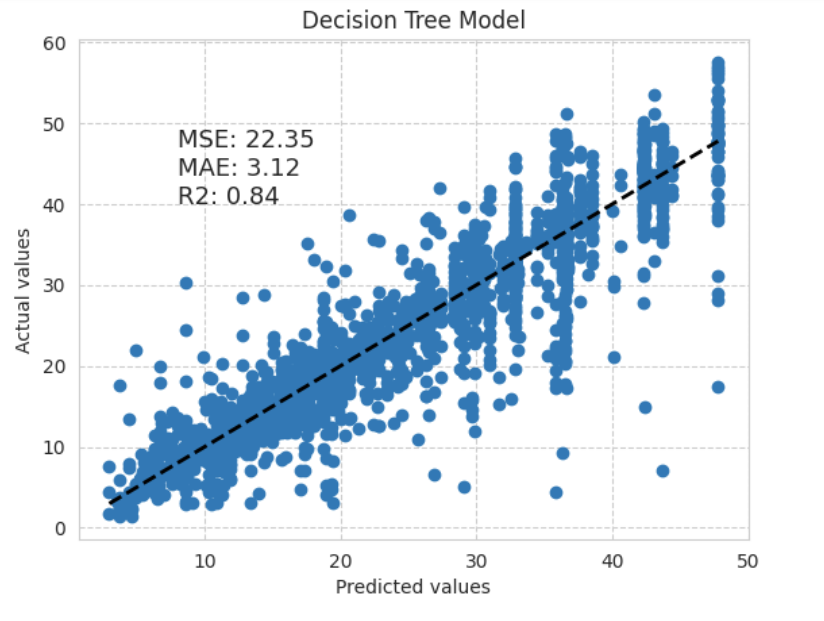 Decision Tree Model
60
50
40
30
20
10
0
MSE: 22.35
MAE: 3.12
R2: 0.84
Actual values
10 20 30 40 50
Predicted values